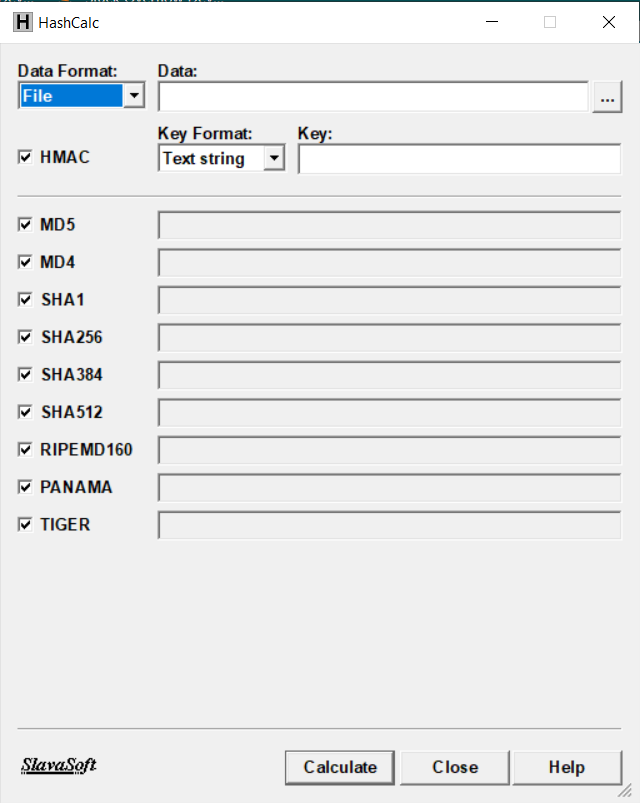 HashCalc
Data Format: Data:
File ...
Key Format: Key:
HMAC Text string
MD5
MD4
SHA1
SHA256
SHA384
SHA512
RIPEMD160
PANAMA
TIGER
SlavaSoft Calculate Close Help